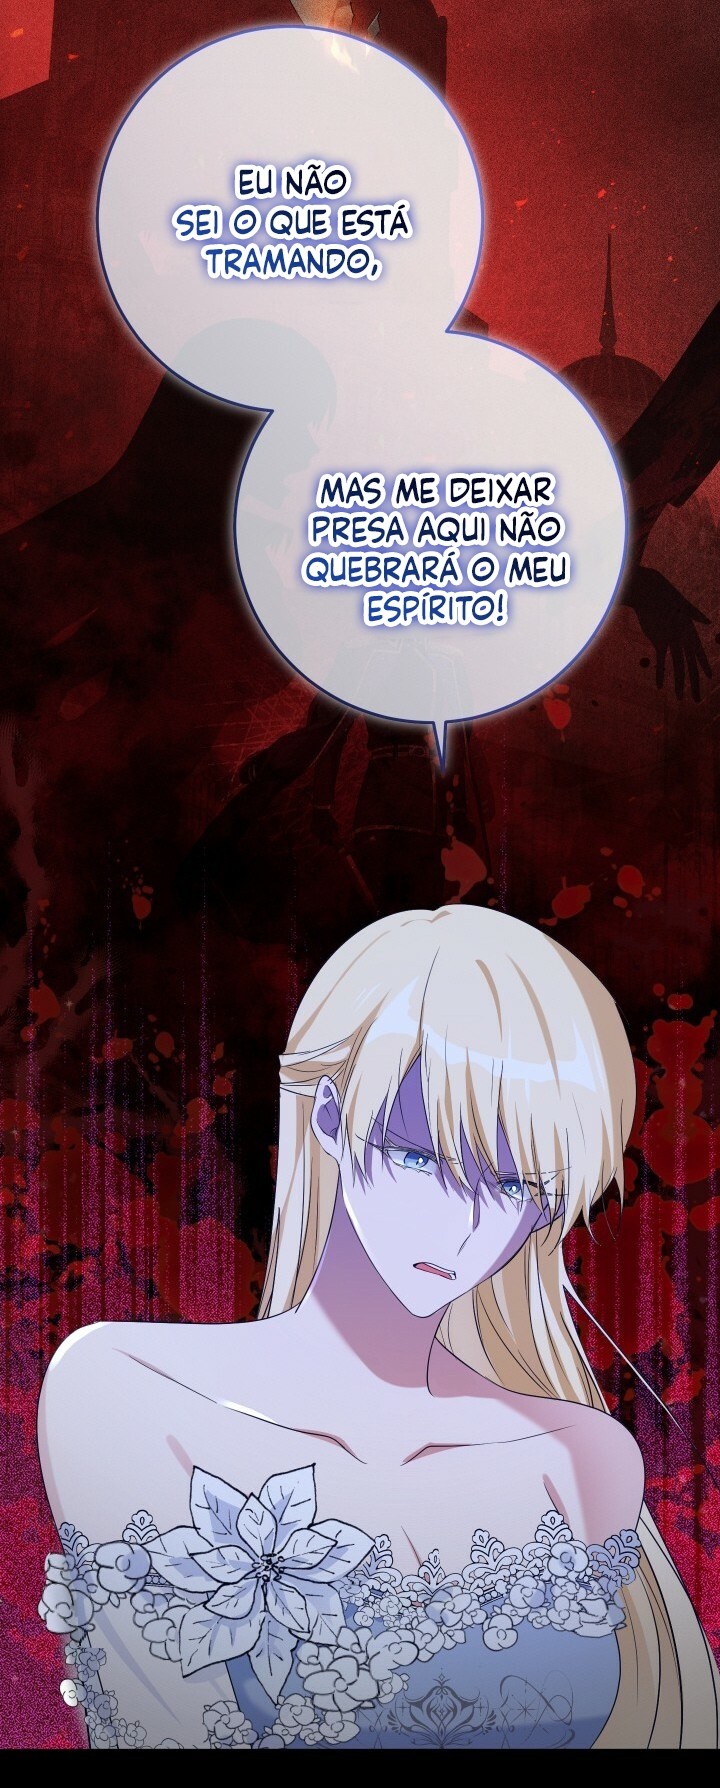 EU NÃO
SEI O QUE ESTÁ
TRAMANDO,
MAS ME DEIXAR
PRESA AQUI NÃO
QUEBRARÁ O MEU
ESPÍRITO!